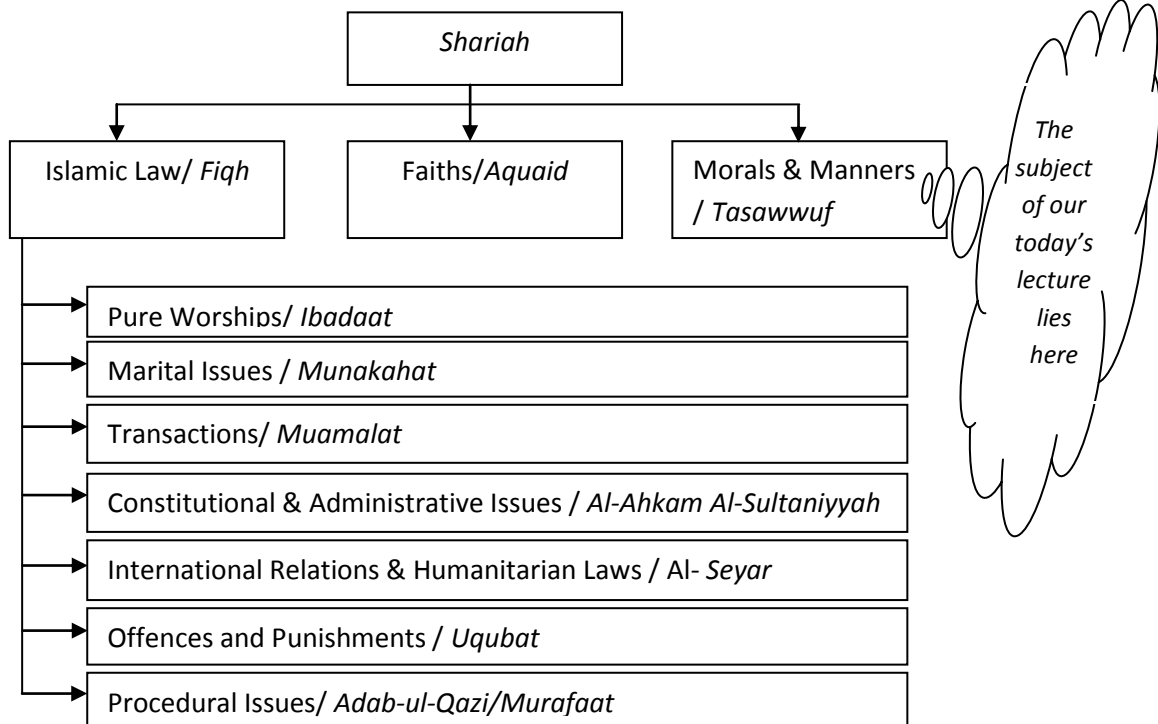 Shariah
Islamic Law/ Fiqh
Faiths/Aquaid
Morals & Manners
/ Tasawwuf
The
subject
of our
today’s
lecture
lies
here
Pure Worships/ Ibadaat
Marital Issues / Munakahat
Transactions/ Muamalat
Constitutional & Administrative Issues / Al-Ahkam Al-Sultaniyyah
International Relations & Humanitarian Laws / Al- Seyar
Offences and Punishments / Uqubat
Procedural Issues/ Adab-ul-Qazi/Murafaat